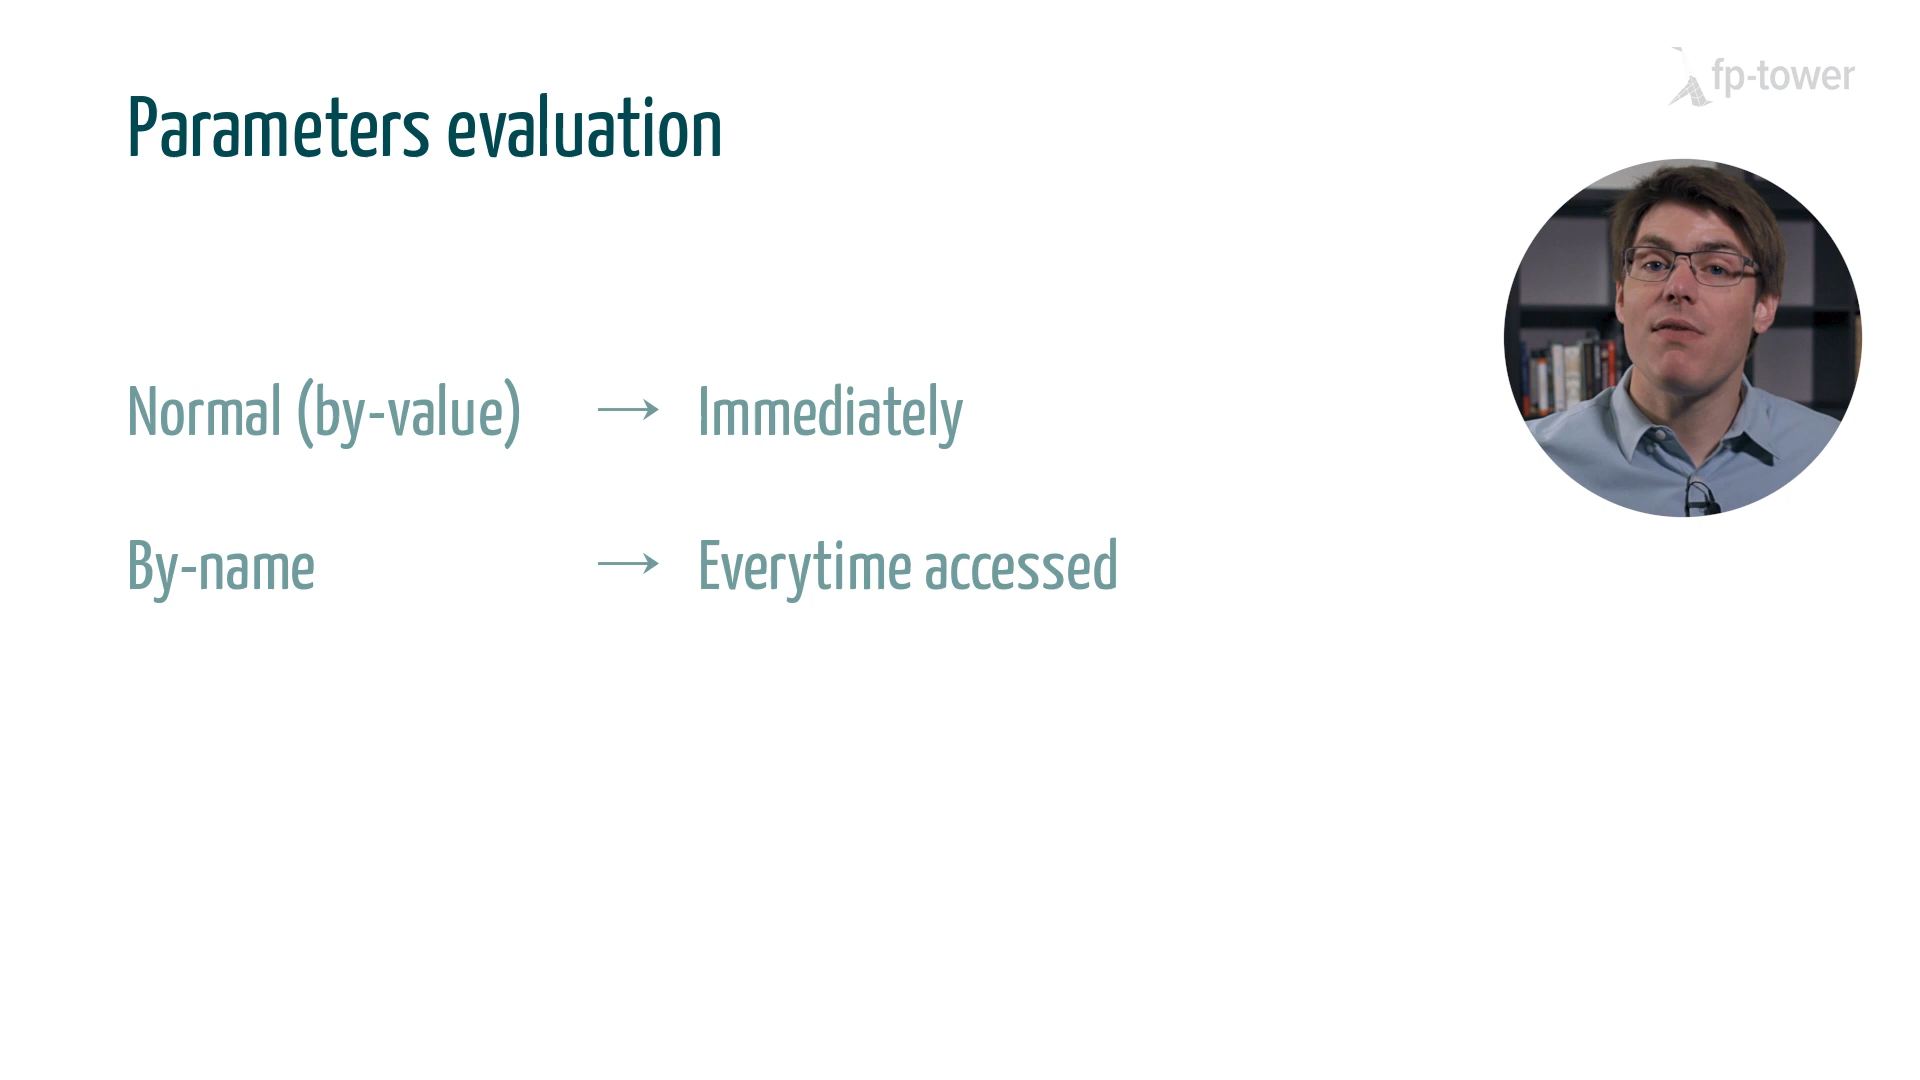 fp-tower
Parameters evaluation
Normal (by-value) → Immediately
By-name → Everytime accessed